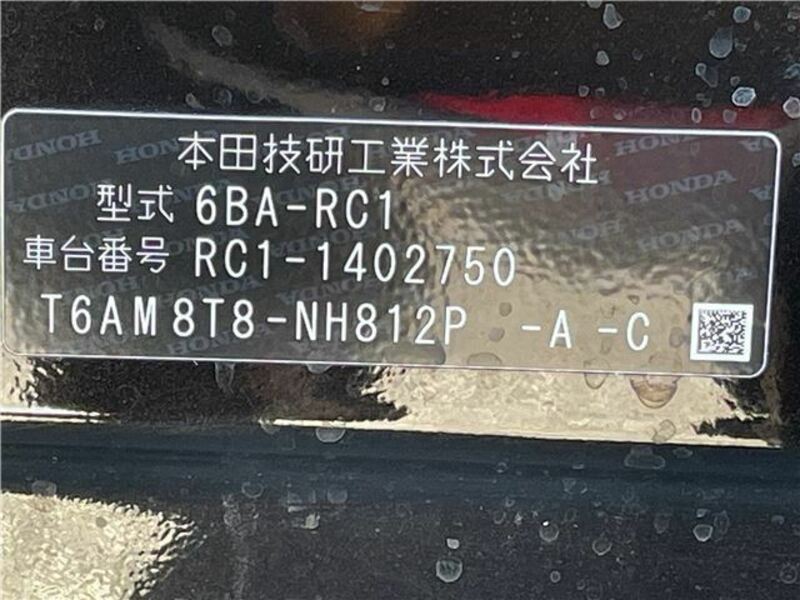 本田技研工業株式会社
型式 6BA-RC1
車台番号 RC1-1402750
T6AM8T8-NH812P -A -C